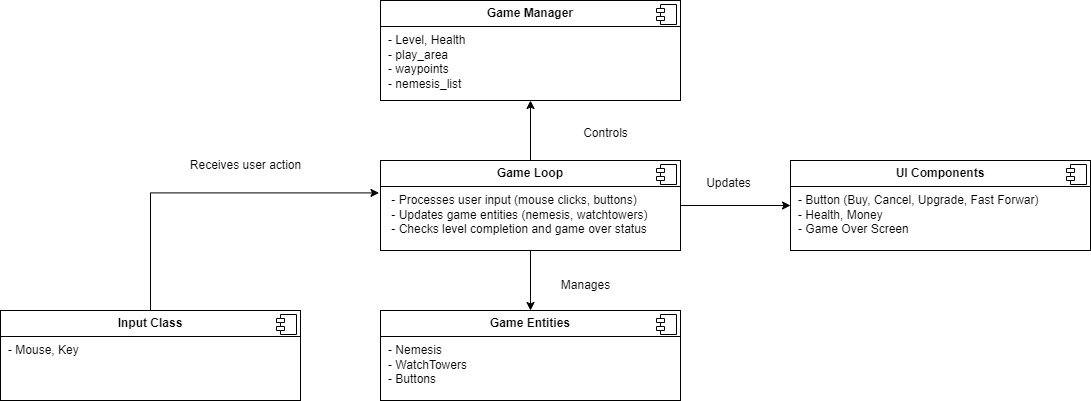 Game Manager
- Level, Health
- play_area
- waypoints
- nemesis_list
Controls
Receives user action
Game Loop
- Processes user input (mouse clicks, buttons)
- Updates game entities (nemesis, watchtowers)
- Checks level completion and game over status
Updates
UI Components
- Button (Buy, Cancel, Upgrade, Fast Forwar)
- Health, Money
- Game Over Screen
Manages
Input Class
- Mouse, Key
Game Entities
- Nemesis
- WatchTowers
- Buttons